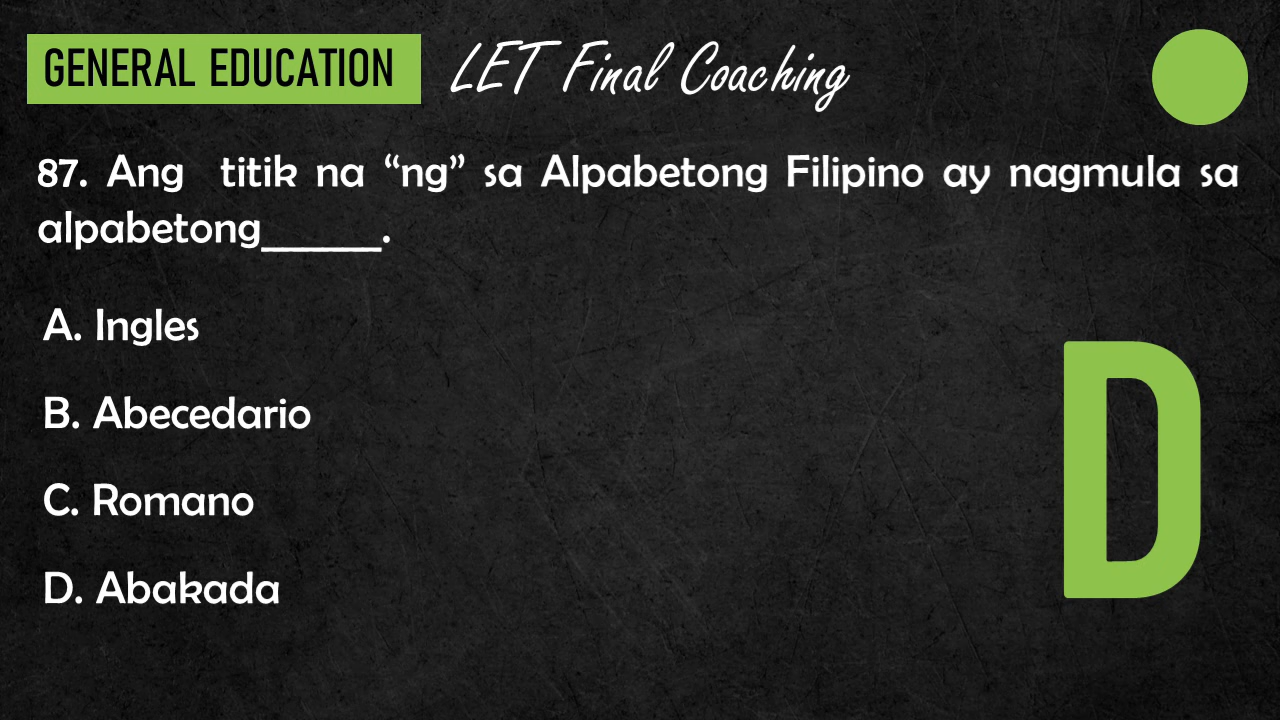 GENERAL EDUCATION LET Final Coaching
87. Ang titik na “ng” sa Alpabetong Filipino ay nagmula sa
alpabetong______.
A. Ingles
B. Abecedario
C. Romano
D. Abakada
D